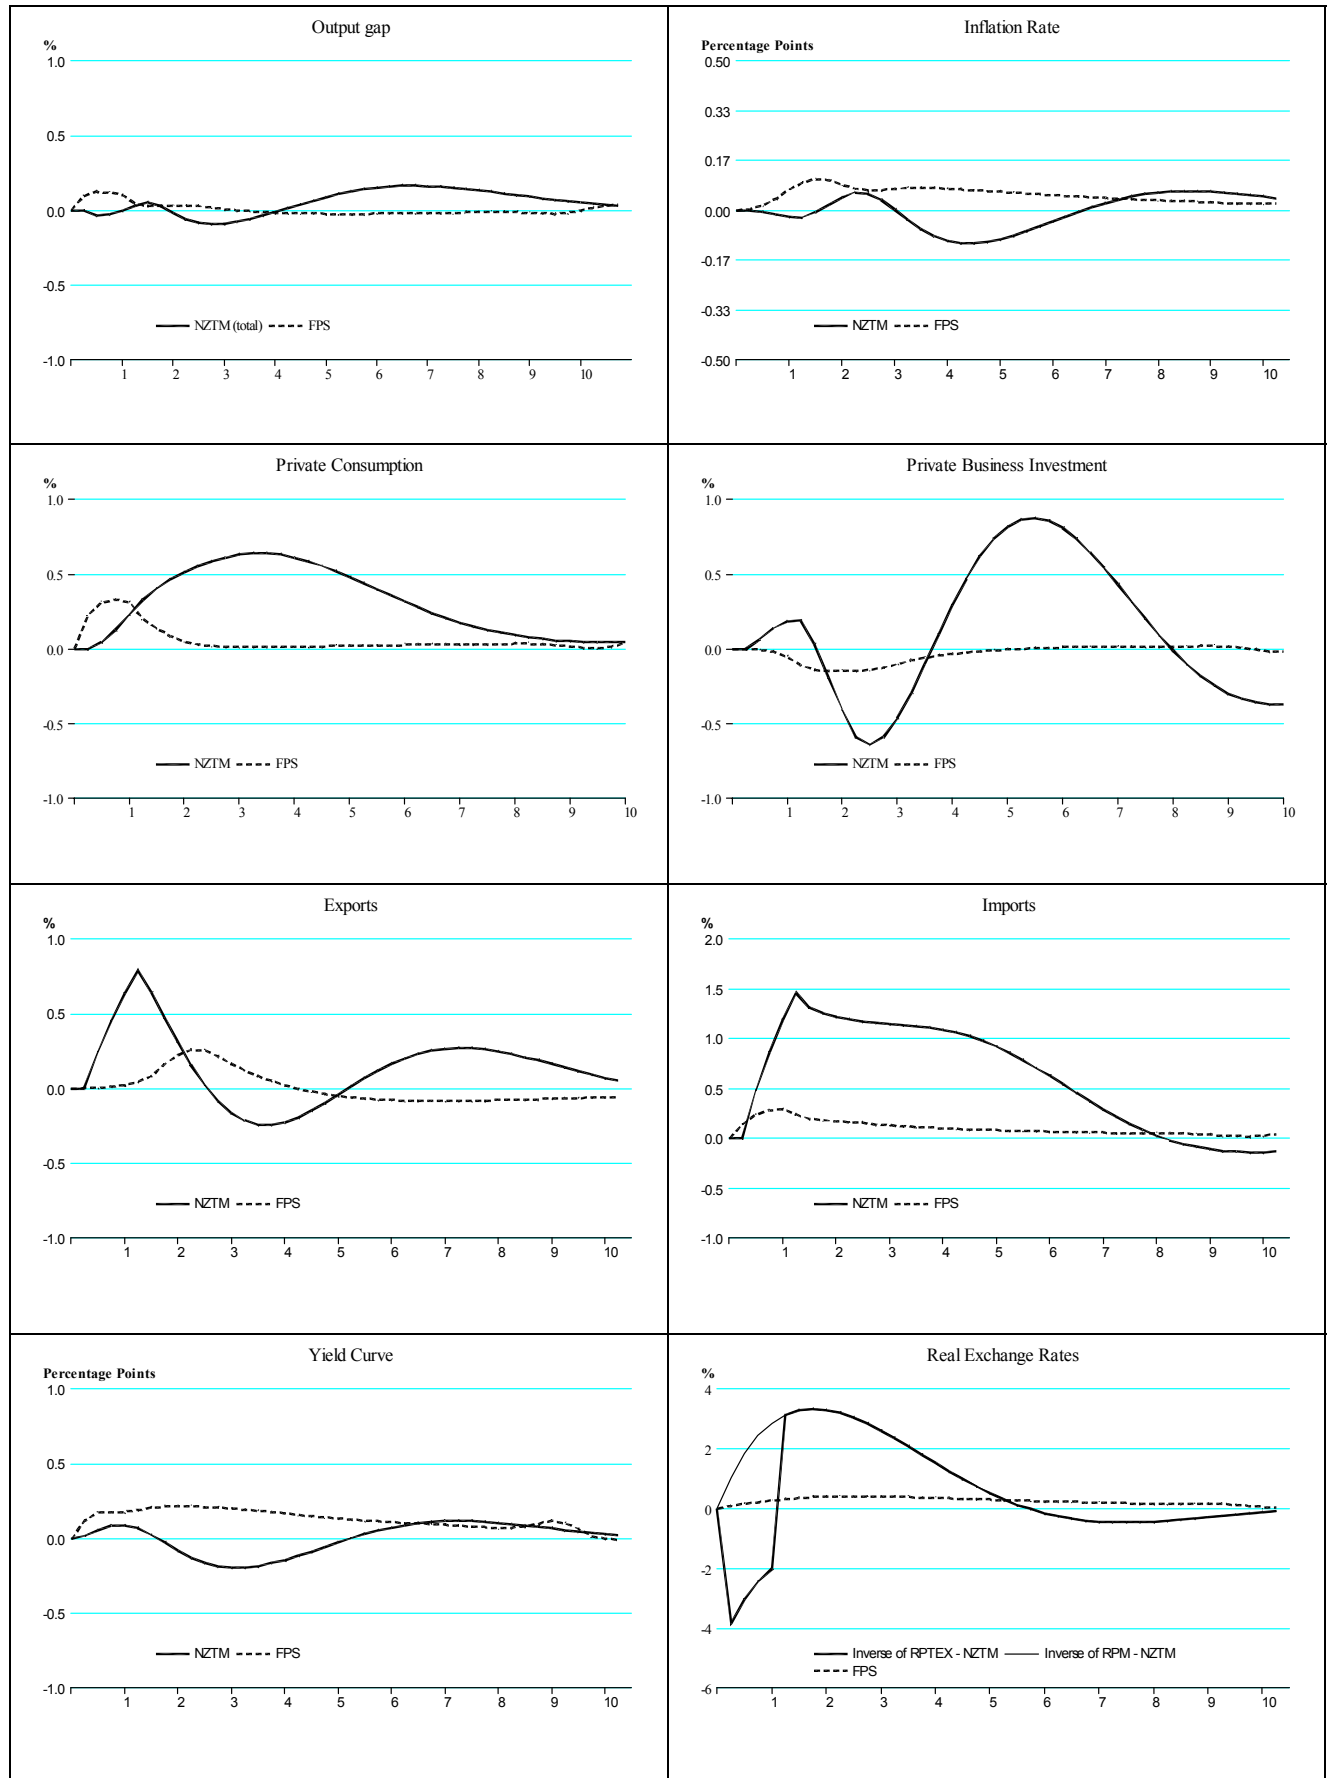 Output gap
%
1.0
0.5
0.0
-0.5
NZTM (total) FPS
-1.0
1 2 3 4 5 6 7 8 9 10
Inflation Rate
Percentage Points
0.50
0.33
0.17
0.00
-0.17
-0.33
NZTM FPS
-0.50
1 2 3 4 5 6 7 8 9 10
Private Consumption
%
1.0
0.5
0.0
-0.5
NZTM FPS
-1.0
1 2 3 4 5 6 7 8 9 10
Private Business Investment
%
1.0
0.5
0.0
-0.5
NZTM FPS
-1.0
1 2 3 4 5 6 7 8 9 10
Exports
%
1.0
0.5
0.0
-0.5
NZTM FPS
-1.0
1 2 3 4 5 6 7 8 9 10
Imports
%
2.0
1.5
1.0
0.5
0.0
-0.5
NZTM FPS
-1.0
1 2 3 4 5 6 7 8 9 10
Yield Curve
Percentage Points
1.0
0.5
0.0
-0.5
NZTM FPS
-1.0
1 2 3 4 5 6 7 8 9 10
Real Exchange Rates
%
4
2
0
-2
-4
Inverse of RPTEX - NZTM Inverse of RPM - NZTM
FPS
-6
1 2 3 4 5 6 7 8 9 10